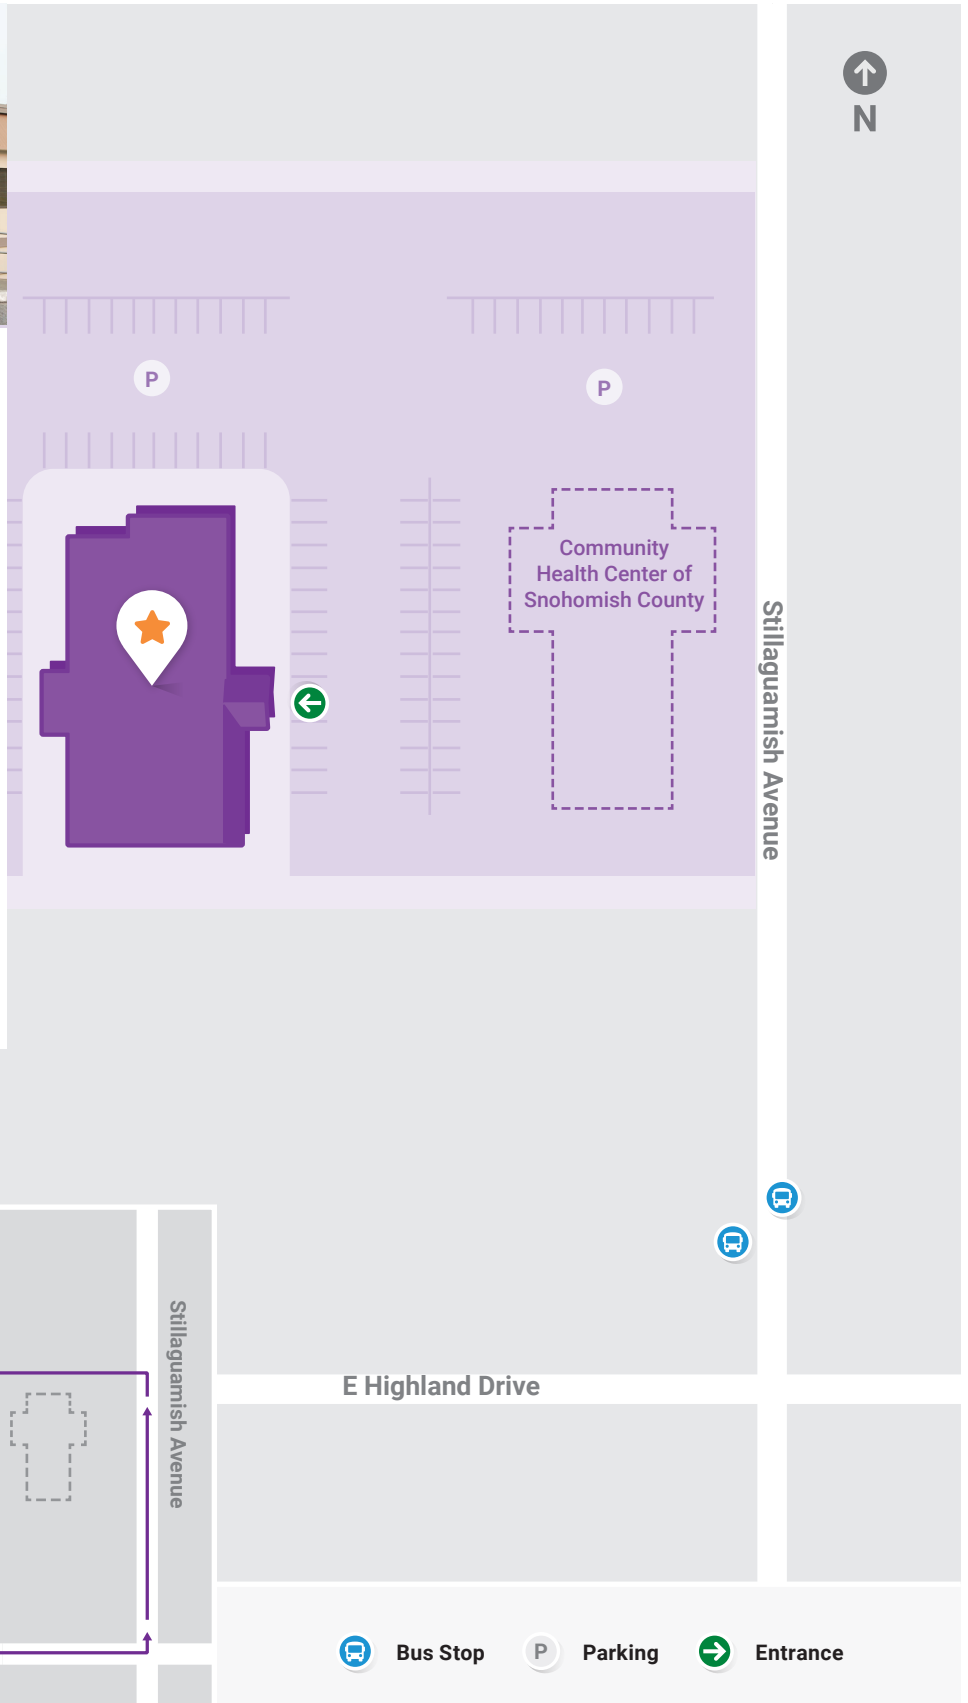 N
P
P
Community
Health Center of
Snohomish County
Stillaguamish Avenue
Stillaguamish Avenue
E Highland Drive
Bus Stop
P
Parking
Entrance